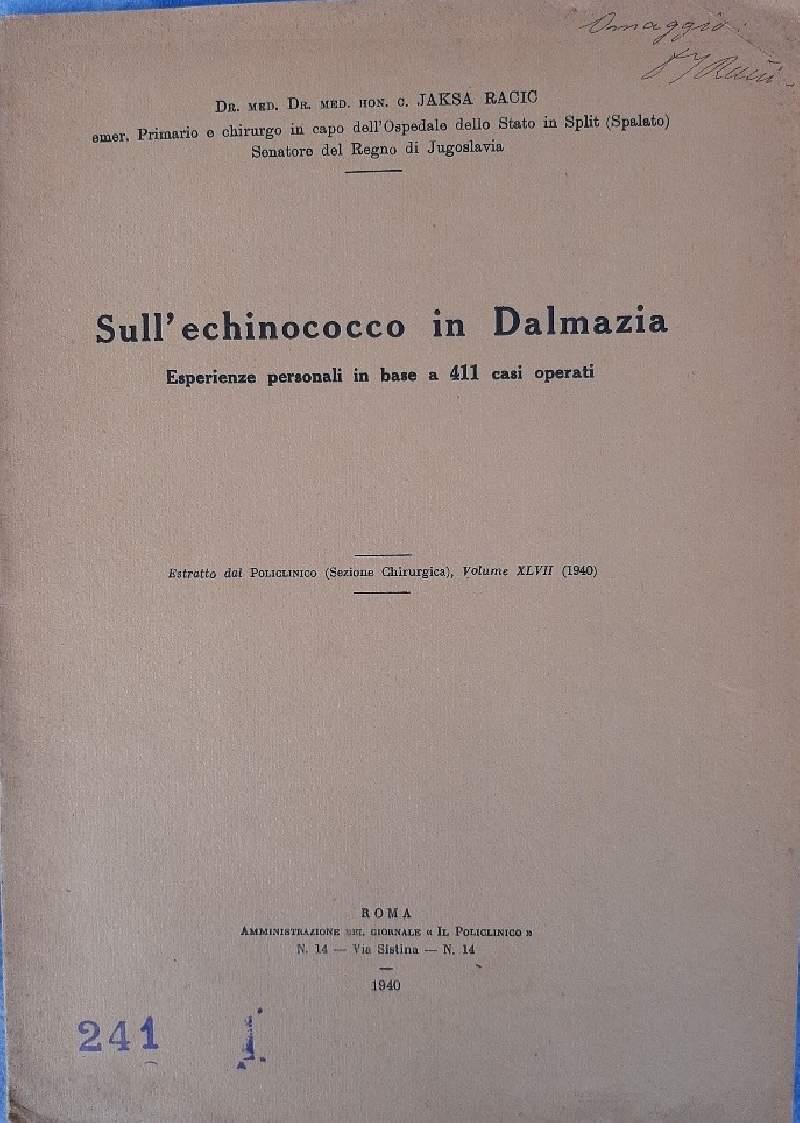 Omaggio
J Račić
Dr. med. Dr. med. hon. c. JAKSA RACIC
emer. Primario e chirurgo in capo dell'Ospedale dello Stato in Split (Spalato)
Senatore del Regno di Jugoslavia
Sull'echinococco in Dalmazia
Esperienze personali in base a 411 casi operati
Estratto dal Policlinico (Sezione Chirurgica), Volume XLVII (1940)
ROMA
Amministrazione del giornale « Il Policlinico »
N. 14 — Via Sistina — N. 14
1940
241